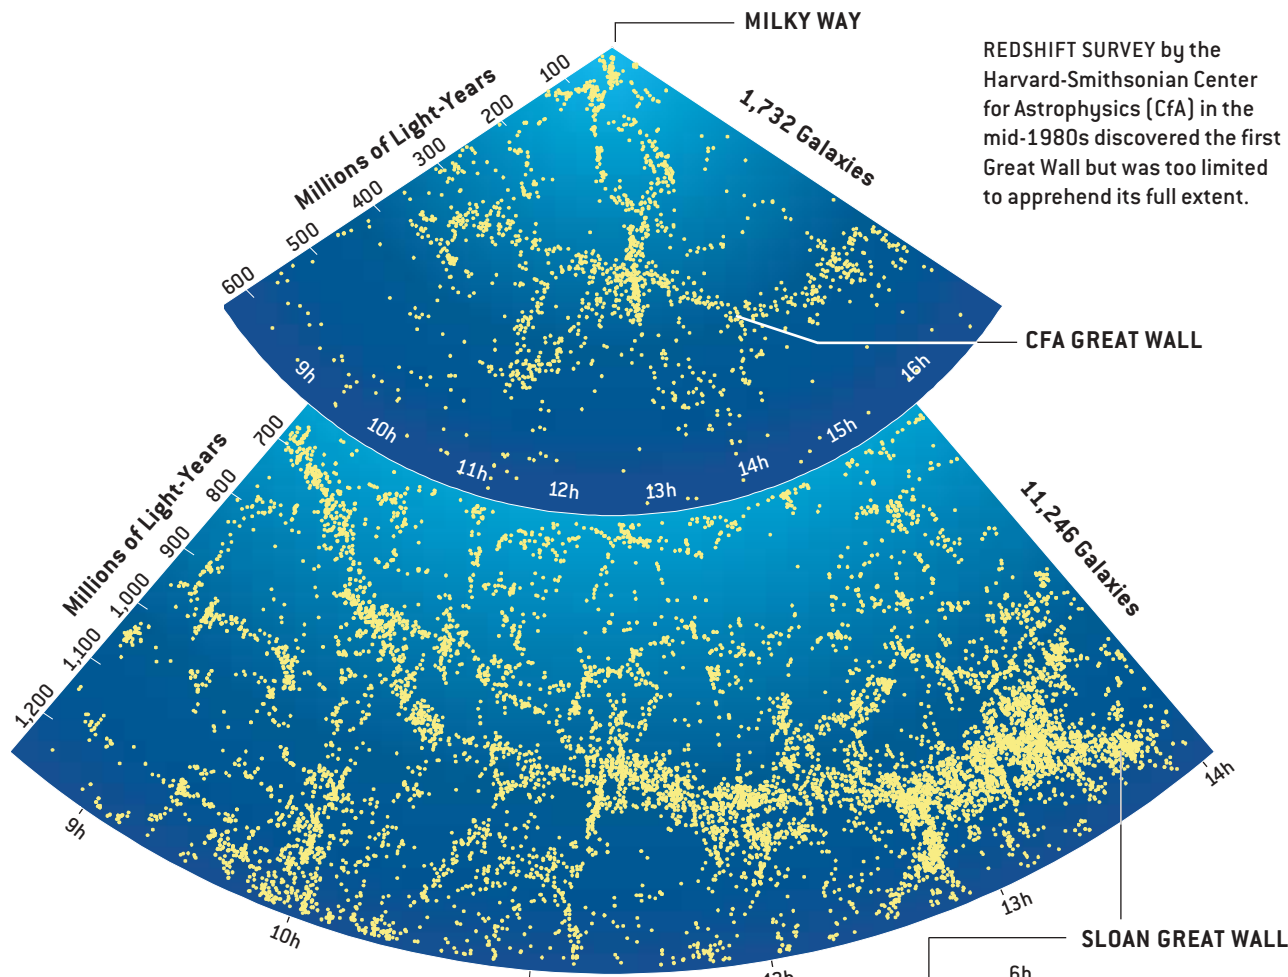 MILKY WAY
REDSHIFT SURVEY by the
Harvard-Smithsonian Center
for Astrophysics (CfA) in the
mid-1980s discovered the first
Great Wall but was too limited
to apprehend its full extent.
Millions of Light-Years
100
200
300
400
500
600
1,732 Galaxies
CFA GREAT WALL
9h
10h
11h
12h
13h
14h
15h
16h
Millions of Light-Years
700
800
900
1,000
1,100
1,200
11,246 Galaxies
9h
10h
13h
14h
SLOAN GREAT WALL
6h